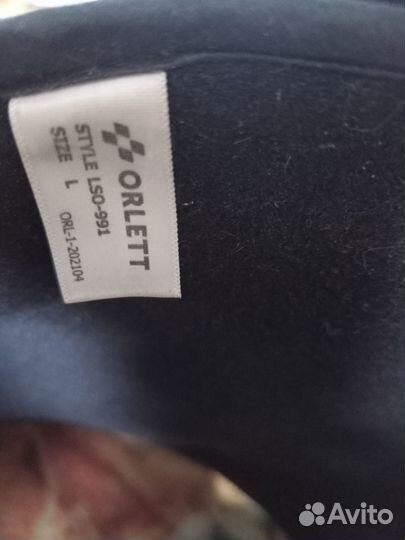 ORLETT
STYLE LSO-991
SIZE L
ORL-1-202104
Avito